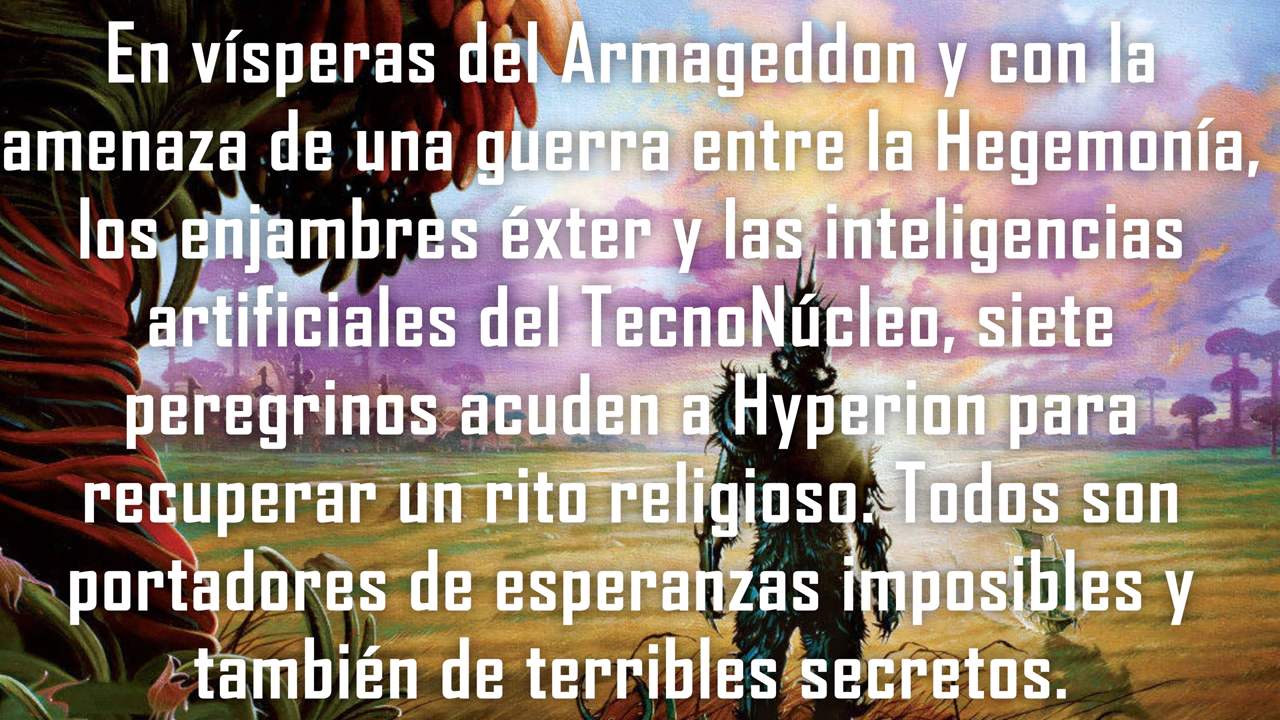 En vísperas del Armageddon y con la
amenaza de una guerra entre la Hegemonía,
los enjambres éxter y las inteligencias
artificiales del TecnoNúcleo, siete
peregrinos acuden a Hyperion para
recuperar un rito religioso. Todos son
portadores de esperanzas imposibles y
también de terribles secretos.